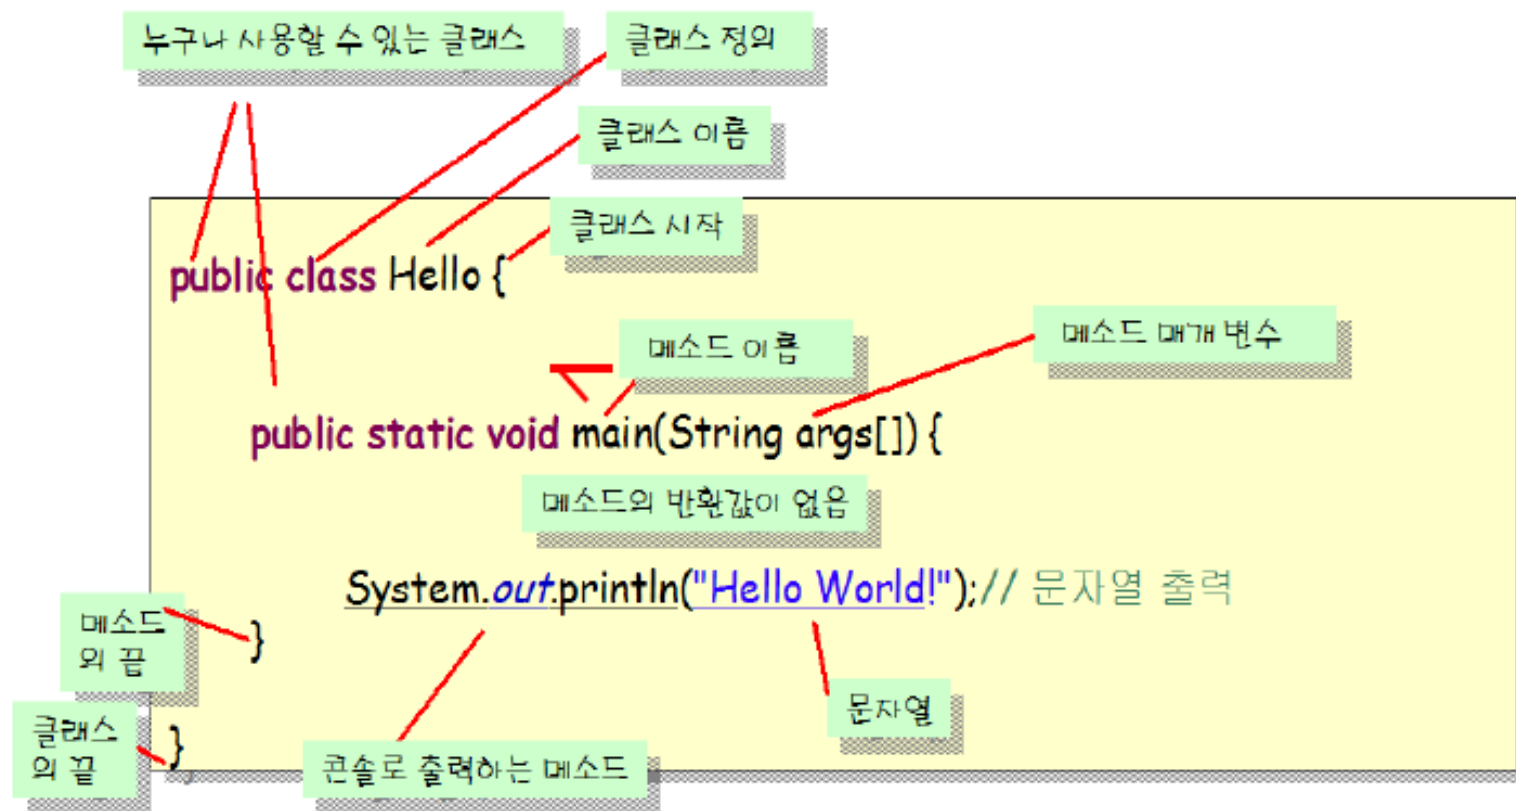 누구나 사용할 수 있는 클래스
클래스 정의
클래스 이름
클래스 시작
public class Hello {
메소드 이름
메소드 매개 변수
public static void main(String args[]) {
메소드의 반환값이 없음
System.out.println("Hello World!");// 문자열 출력
메소드
의 끝
}
문자열
클래스
의 끝
}
콘솔로 출력하는 메소드